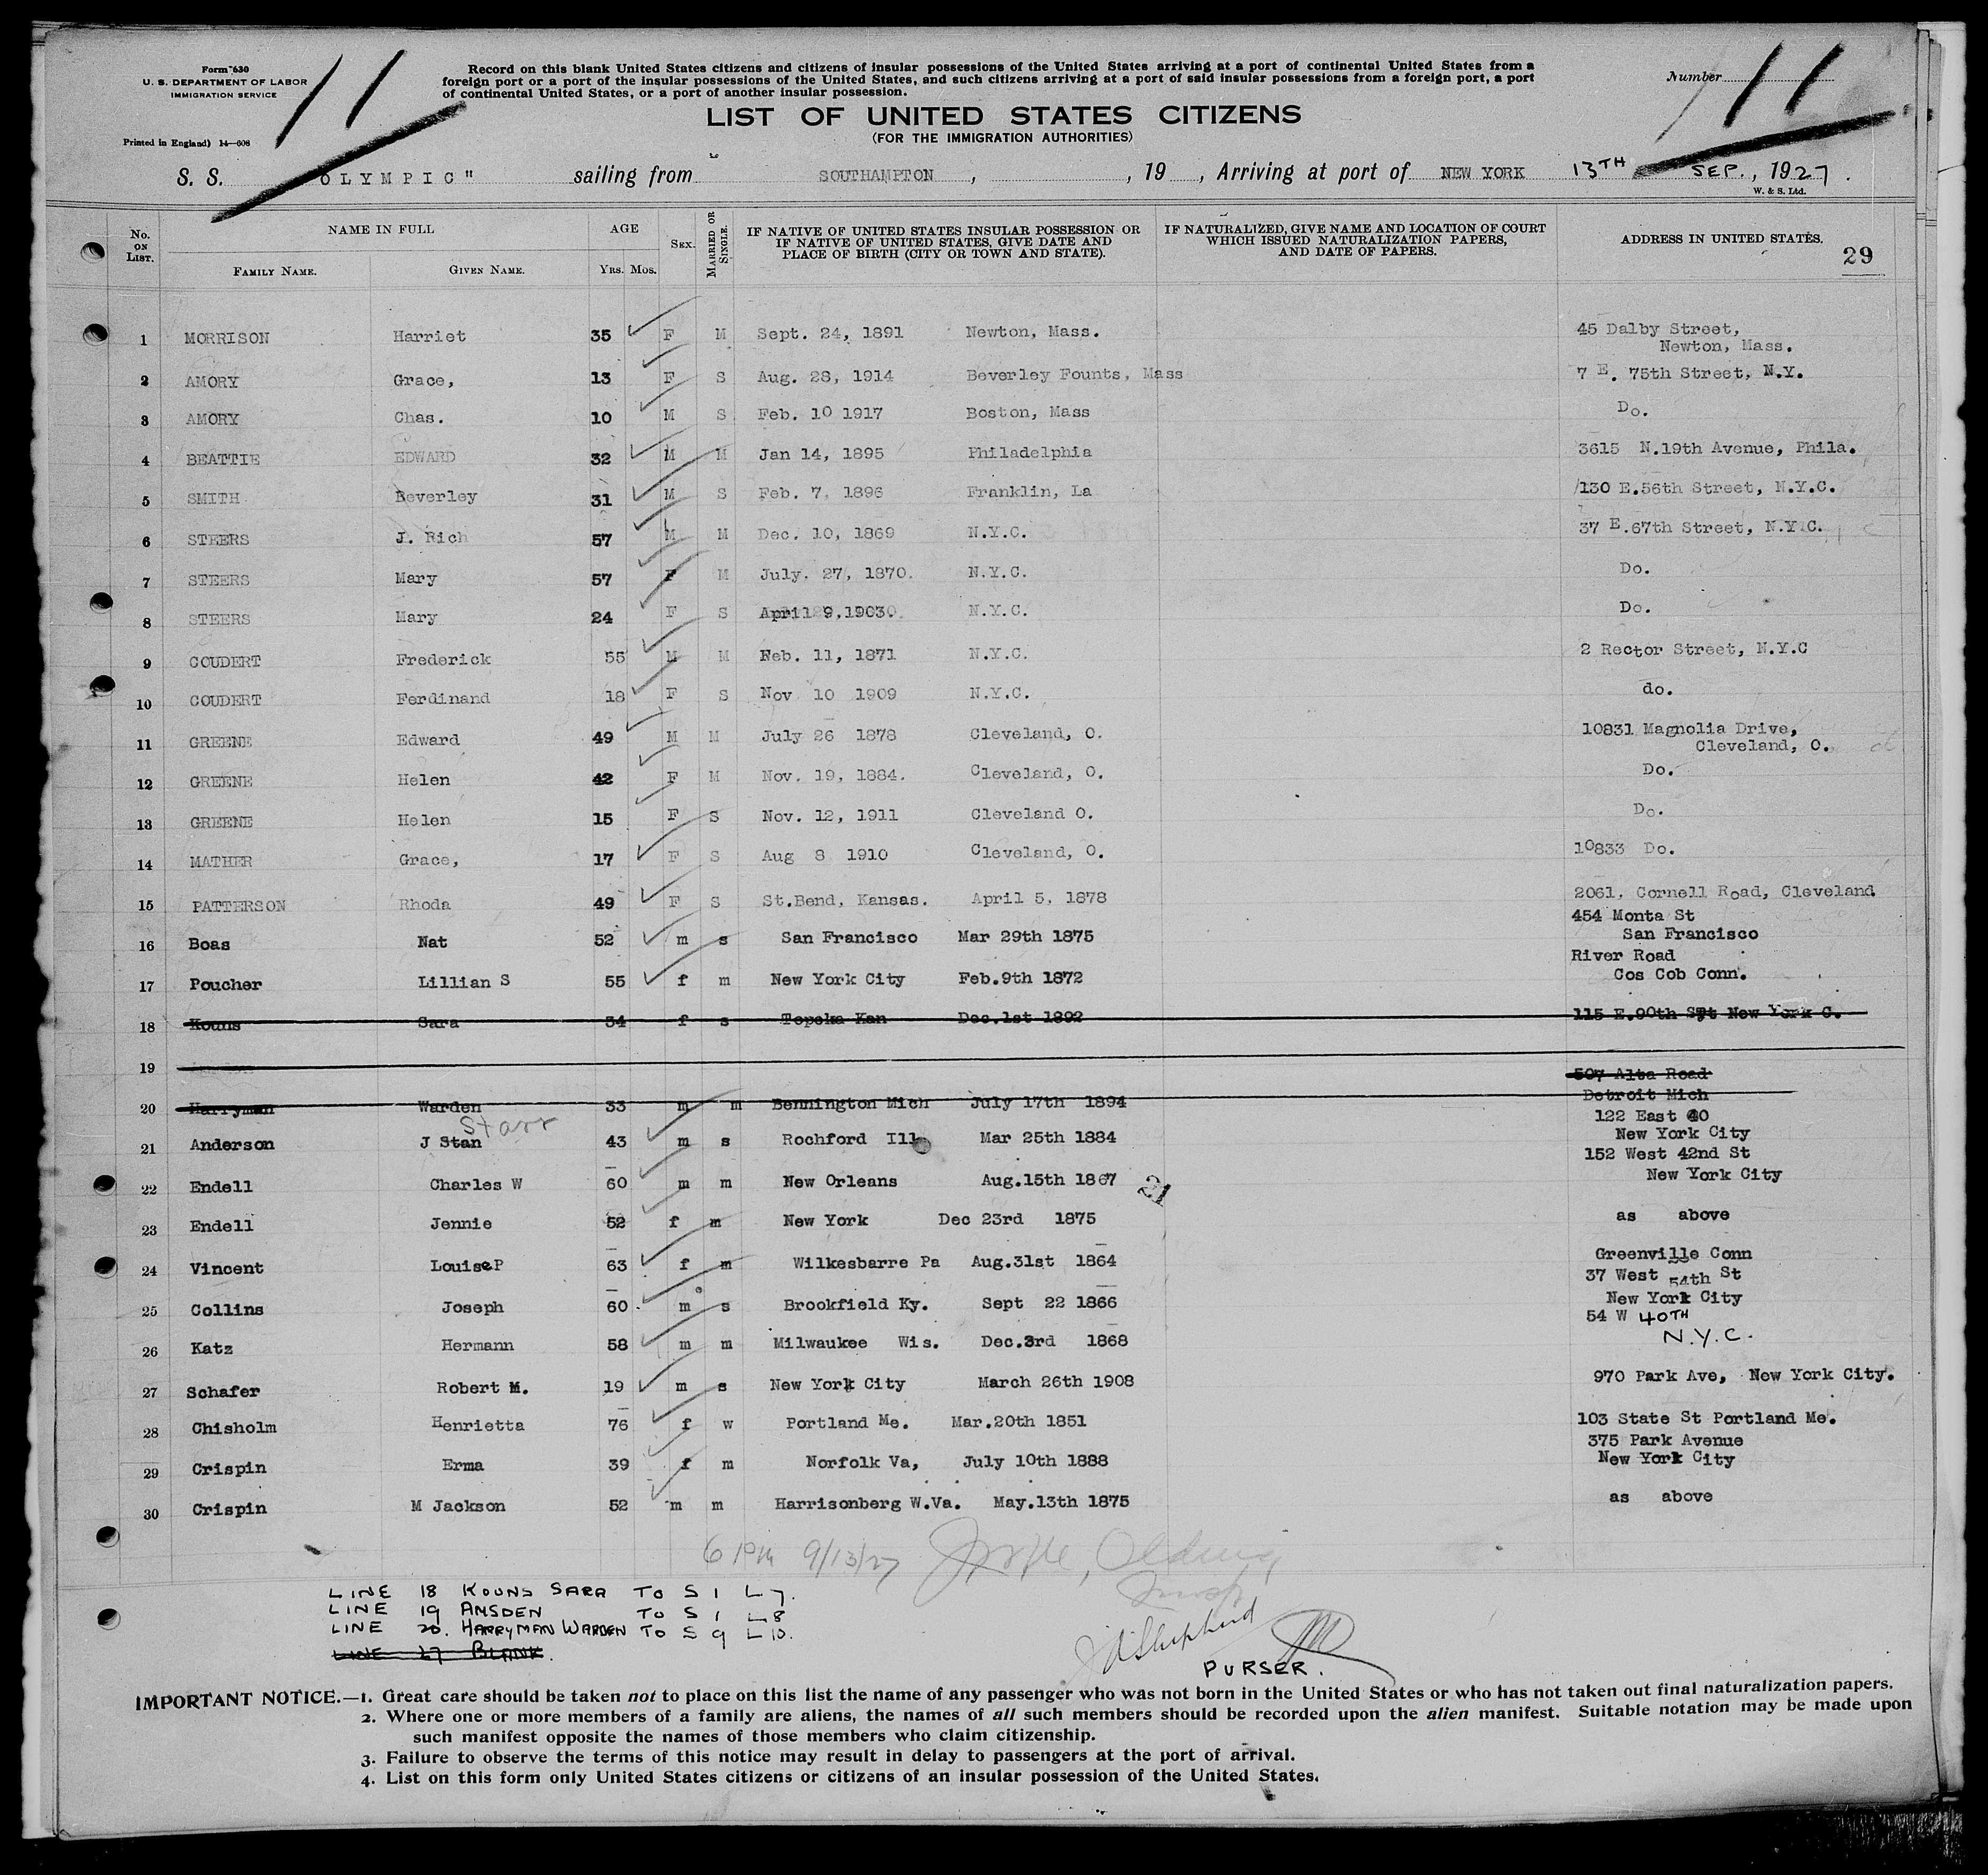 Form 630
U. S. DEPARTMENT OF LABOR
IMMIGRATION SERVICE
Printed in England) 14—608
11
Record on this blank United States citizens and citizens of insular possessions of the United States arriving at a port of continental United States from a
foreign port or a port of the insular possessions of the United States, and such citizens arriving at a port of said insular possessions from a foreign port, a port
of continental United States, or a port of another insular possession.
Number 11
LIST OF UNITED STATES CITIZENS
(FOR THE IMMIGRATION AUTHORITIES)
S. S. OLYMPIC" sailing from SOUTHAMPTON , , 19 , Arriving at port of NEW YORK 13TH SEP., 1927.
W. & S. Ltd.
No. ON LIST. NAME IN FULL FAMILY NAME. GIVEN NAME. AGE YRS. MOS. SEX. MARRIED OR SINGLE. IF NATIVE OF UNITED STATES INSULAR POSSESSION OR IF NATIVE OF UNITED STATES, GIVE DATE AND PLACE OF BIRTH (CITY OR TOWN AND STATE). IF NATURALIZED, GIVE NAME AND LOCATION OF COURT WHICH ISSUED NATURALIZATION PAPERS, AND DATE OF PAPERS. ADDRESS IN UNITED STATES.
29
1 MORRISON Harriet 35 F M Sept. 24, 1891 Newton, Mass. 45 Dalby Street,
Newton, Mass.
2 AMORY Grace, 13 F S Aug. 28, 1914 Beverley Founts, Mass 7 E. 75th Street, N.Y.
3 AMORY Chas. 10 M S Feb. 10 1917 Boston, Mass Do.
4 BEATTIE EDWARD 32 M M Jan 14, 1895 Philadelphia 3615 N.19th Avenue, Phila.
5 SMITH Beverley 31 M S Feb. 7, 1896 Franklin, La 130 E.56th Street, N.Y.C.
6 STEERS J. Rich 57 M M Dec. 10, 1869 N.Y.C. 37 E.67th Street, N.Y.C.
7 STEERS Mary 57 F M July. 27, 1870. N.Y.C. Do.
8 STEERS Mary 24 F S April 9, 1903. N.Y.C. Do.
9 COUDERT Frederick 55 M M Feb. 11, 1871 N.Y.C. 2 Rector Street, N.Y.C
10 COUDERT Ferdinand 18 F S Nov 10 1909 N.Y.C. do.
11 GREENE Edward 49 M M July 26 1878 Cleveland, O. 10831 Magnolia Drive,
Cleveland, O.
12 GREENE Helen 42 F M Nov. 19, 1884. Cleveland, O. Do.
13 GREENE Helen 15 F S Nov. 12, 1911 Cleveland O. Do.
14 MATHER Grace, 17 F S Aug 8 1910 Cleveland, O. 10833 Do.
15 PATTERSON Rhoda 49 F S St.Bend, Kansas. April 5, 1878 2061, Cornell Road, Cleveland
16 Boas Nat 52 m s San Francisco Mar 29th 1875 454 Monta St
San Francisco
17 Poucher Lillian S 55 f m New York City Feb.9th 1872 River Road
Cos Cob Conn.
18 Kouns Sara 34 f s Topeka Kan Dec.1st 1892 115 E.90th St New York C.
19
20 Harryman Warden 33 m m Bennington Mich July 17th 1894 507 Alta Road
Detroit Mich
21 Anderson J Stan Starr 43 m s Rochford Ill Mar 25th 1884 122 East 40
New York City
22 Endell Charles W 60 m m New Orleans Aug.15th 1867 21 152 West 42nd St
New York City
23 Endell Jennie 52 f m New York Dec 23rd 1875 as above
24 Vincent Louise P 63 f m Wilkesbarre Pa Aug.31st 1864 Greenville Conn
25 Collins Joseph 60 m s Brookfield Ky. Sept 22 1866 37 West 54th St
New York City
26 Katz Hermann 58 m m Milwaukee Wis. Dec.3rd 1868 54 W 40TH
N.Y.C.
27 Schafer Robert M. 19 m s New York City March 26th 1908 970 Park Ave, New York City.
28 Chisholm Henrietta 76 f w Portland Me. Mar.20th 1851 103 State St Portland Me.
29 Crispin Erma 39 f m Norfolk Va, July 10th 1888 375 Park Avenue
New York City
30 Crispin M Jackson 52 m m Harrisonberg W.Va. May.13th 1875 as above
6 PM 9/13/27
LINE 18 KOUNS SARA TO S 1 L 7.
LINE 19 AMSDEN TO S 1 L 8
LINE 20. HARRYMAN WARDEN TO S 9 L 10.
LINE 27 BLANK.
PURSER.
IMPORTANT NOTICE.—1. Great care should be taken not to place on this list the name of any passenger who was not born in the United States or who has not taken out final naturalization papers.
2. Where one or more members of a family are aliens, the names of all such members should be recorded upon the alien manifest. Suitable notation may be made upon
such manifest opposite the names of those members who claim citizenship.
3. Failure to observe the terms of this notice may result in delay to passengers at the port of arrival.
4. List on this form only United States citizens or citizens of an insular possession of the United States.